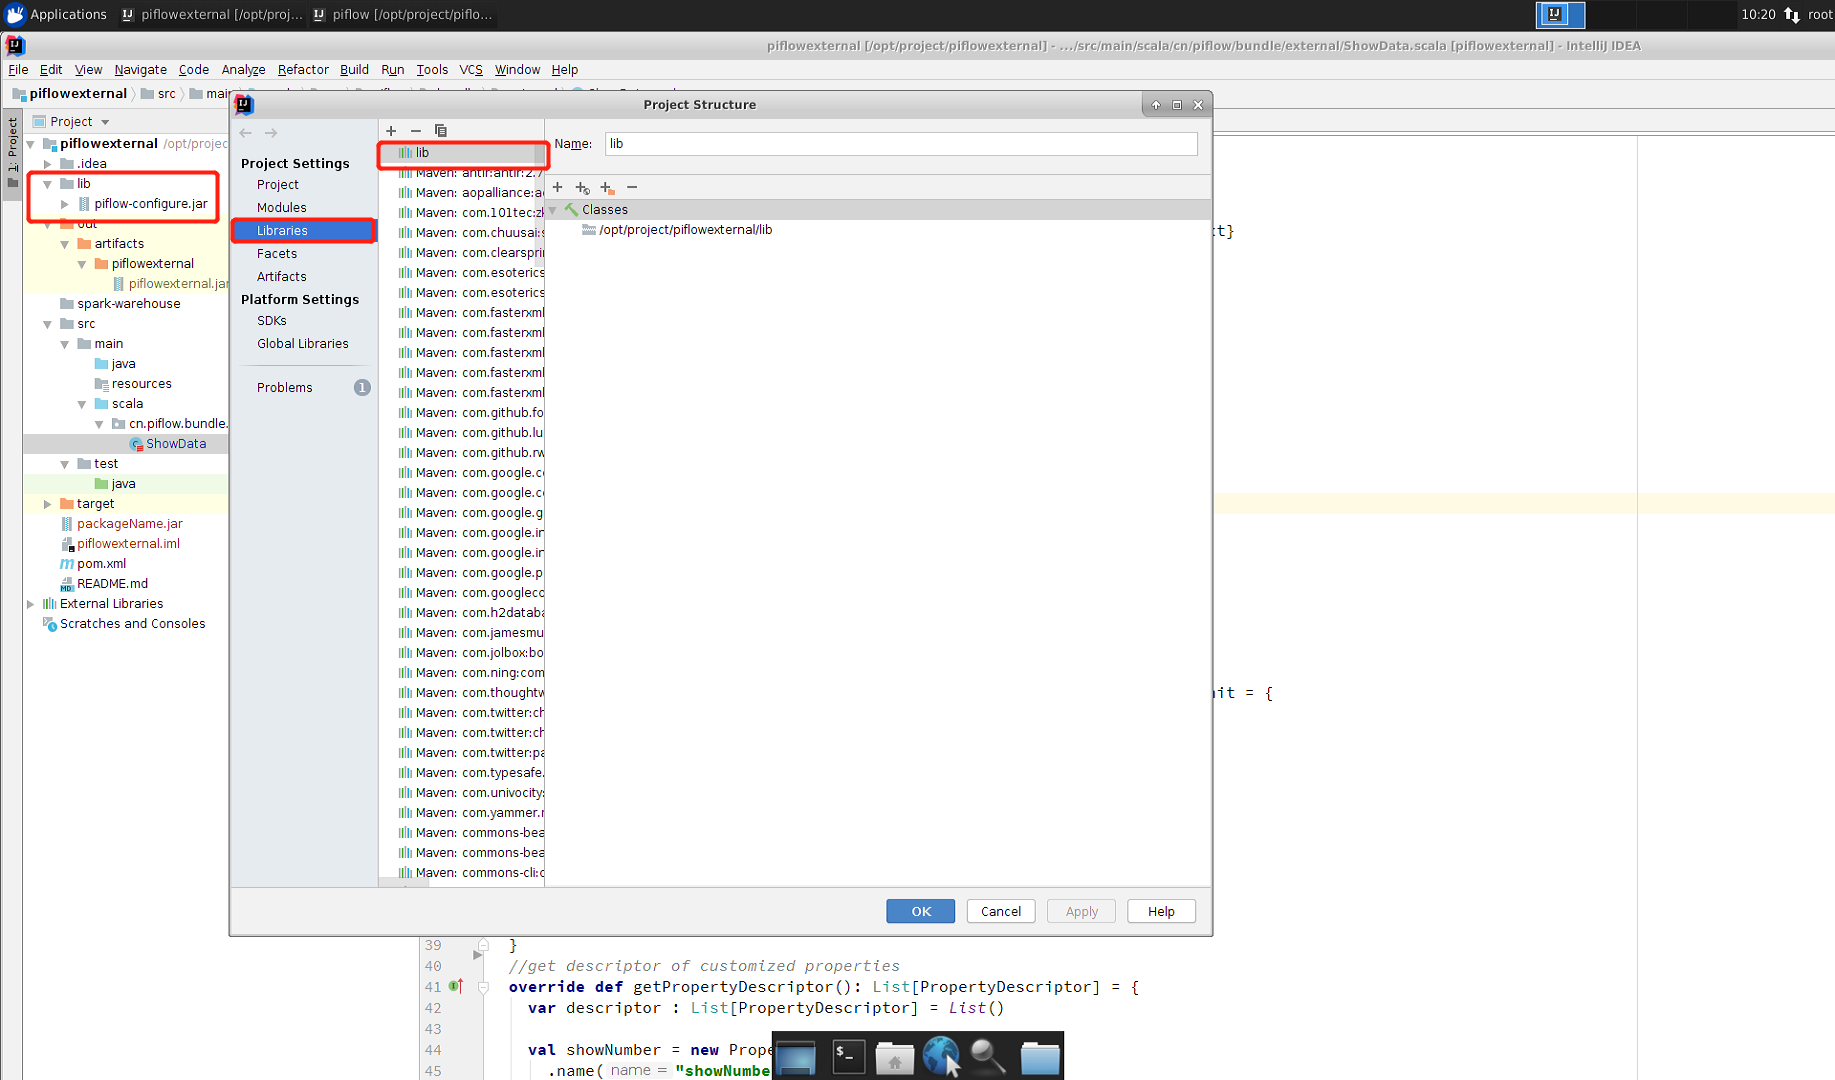 Applications
piflowexternal [/opt/proj...
piflow [/opt/project/piflo...
10:20
root
piflowexternal [/opt/project/piflowexternal] - .../src/main/scala/cn/piflow/bundle/external/ShowData.scala [piflowexternal] - IntelliJ IDEA
File Edit View Navigate Code Analyze Refactor Build Run Tools VCS Window Help
piflowexternal
src
main
1: Project
Project
piflowexternal /opt/projec
.idea
lib
piflow-configure.jar
out
artifacts
piflowexternal
piflowexternal.jar
spark-warehouse
src
main
java
resources
scala
cn.piflow.bundle.
ShowData
test
java
target
packageName.jar
piflowexternal.iml
pom.xml
README.md
External Libraries
Scratches and Consoles
Project Structure
Project Settings
Project
Modules
Libraries
Facets
Artifacts
Platform Settings
SDKs
Global Libraries
Problems
1
lib
Maven: antlr:antlr:2.7
Maven: aopalliance:a
Maven: com.101tec:zk
Maven: com.chuusai:s
Maven: com.clearsprin
Maven: com.esoterics
Maven: com.esoterics
Maven: com.fasterxml
Maven: com.fasterxml
Maven: com.fasterxml
Maven: com.fasterxml
Maven: com.fasterxml
Maven: com.github.fo
Maven: com.github.lu
Maven: com.github.rw
Maven: com.google.co
Maven: com.google.co
Maven: com.google.g
Maven: com.google.in
Maven: com.google.in
Maven: com.google.p
Maven: com.googleco
Maven: com.h2databa
Maven: com.jamesmu
Maven: com.jolbox:bo
Maven: com.ning:com
Maven: com.thoughtw
Maven: com.twitter:ch
Maven: com.twitter:ch
Maven: com.twitter:pa
Maven: com.typesafe.
Maven: com.univocity:
Maven: com.yammer.m
Maven: commons-bea
Maven: commons-bea
Maven: commons-cli:c
Name: lib
Classes
/opt/project/piflowexternal/lib
OK
Cancel
Apply
Help
xt}
nit = {
39 }
40 //get descriptor of customized properties
41 override def getPropertyDescriptor(): List[PropertyDescriptor] = {
42 var descriptor : List[PropertyDescriptor] = List()
43
44 val showNumber = new Prope
45 .name( name = "showNumbe